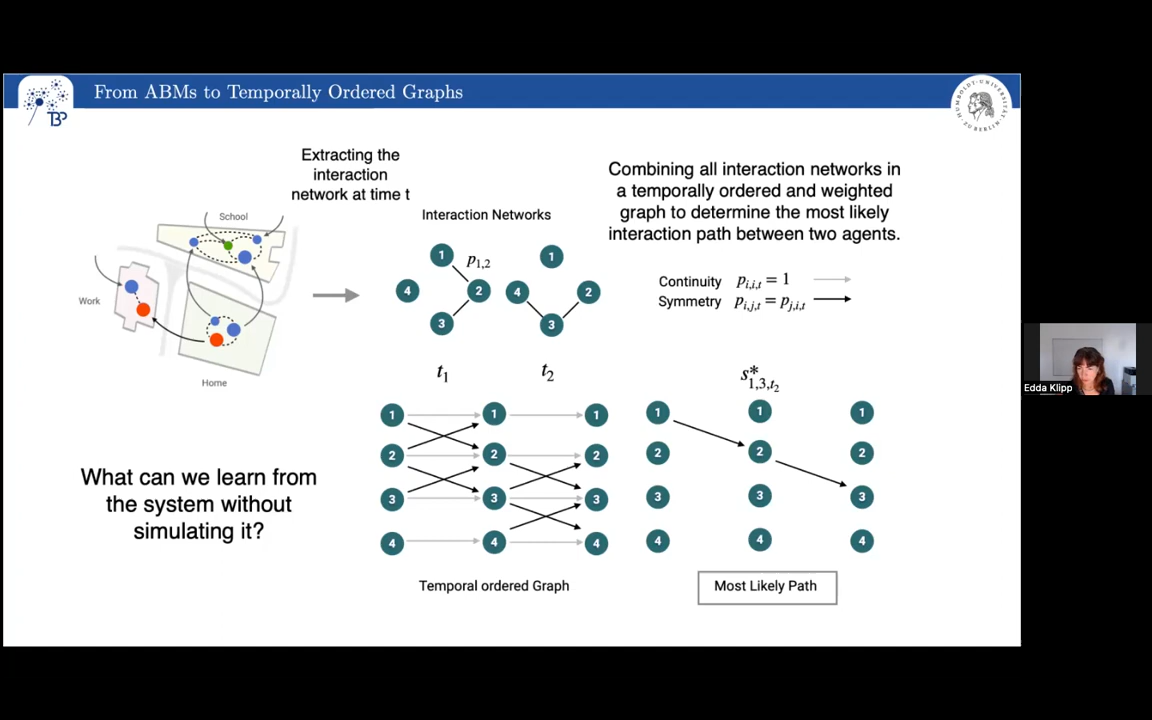 From ABMs to Temporally Ordered Graphs
TBP
HUMBOLDT-UNIVERSITÄT ZU BERLIN
Extracting the
interaction
network at time t
School
Work
Home
Interaction Networks
1
p1,2
4
2
3
1
4
2
3
t1
t2
Combining all interaction networks in
a temporally ordered and weighted
graph to determine the most likely
interaction path between two agents.
Continuity pi,i,t = 1
Symmetry pi,j,t = pj,i,t
What can we learn from
the system without
simulating it?
1 1 1
2 2 2
3 3 3
4 4 4
Temporal ordered Graph
s*1,3,t2
1 1 1
2 2 2
3 3 3
4 4 4
Most Likely Path
Edda Klipp